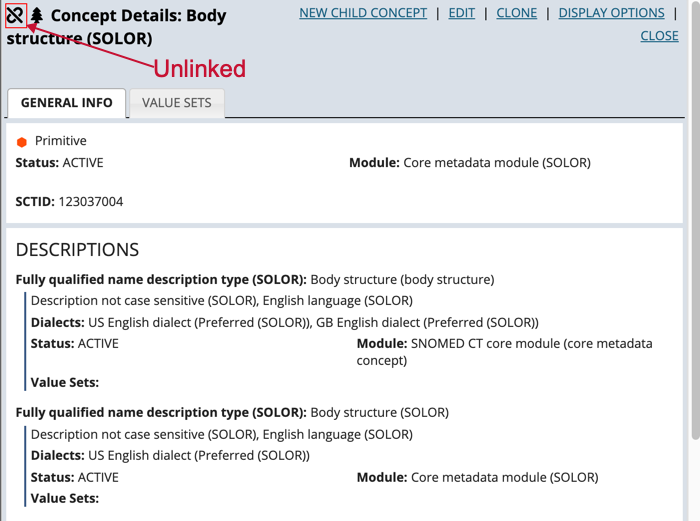 Concept Details: Body structure (SOLOR)
NEW CHILD CONCEPT | EDIT | CLONE | DISPLAY OPTIONS |
CLOSE
Unlinked
GENERAL INFO VALUE SETS
Primitive
Status: ACTIVE Module: Core metadata module (SOLOR)
SCTID: 123037004
DESCRIPTIONS
Fully qualified name description type (SOLOR): Body structure (body structure)
Description not case sensitive (SOLOR), English language (SOLOR)
Dialects: US English dialect (Preferred (SOLOR)), GB English dialect (Preferred (SOLOR))
Status: ACTIVE Module: SNOMED CT core module (core metadata
concept)
Value Sets:
Fully qualified name description type (SOLOR): Body structure (SOLOR)
Description not case sensitive (SOLOR), English language (SOLOR)
Dialects: US English dialect (Preferred (SOLOR))
Status: ACTIVE Module: Core metadata module (SOLOR)
Value Sets: